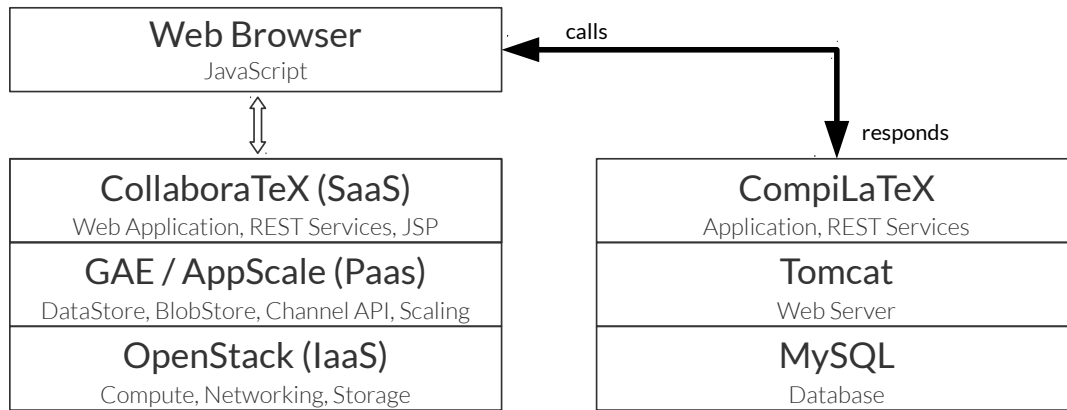 Web Browser
JavaScript
calls
responds
CollaboraTeX (SaaS)
Web Application, REST Services, JSP
GAE / AppScale (Paas)
DataStore, BlobStore, Channel API, Scaling
OpenStack (IaaS)
Compute, Networking, Storage
CompiLaTeX
Application, REST Services
Tomcat
Web Server
MySQL
Database